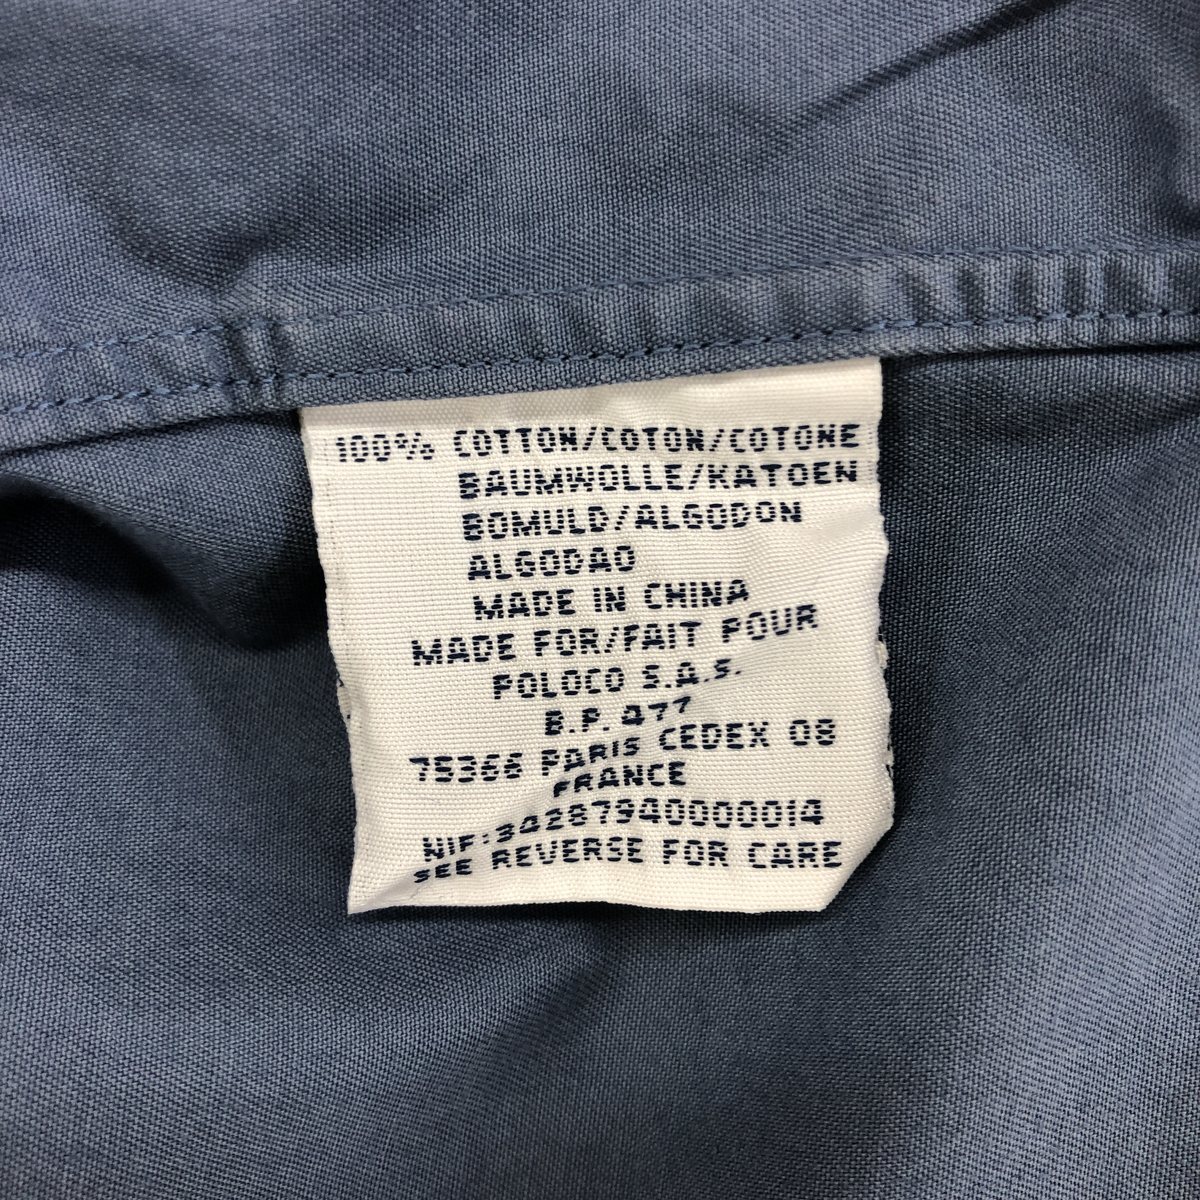 100% COTTON/COTON/COTONE
BAUMWOLLE/KATOEN
BOMULD/ALGODON
ALGODAO
MADE IN CHINA
MADE FOR/FAIT POUR
POLOCO S.A.S.
B.P. 477
75366 PARIS CEDEX 08
FRANCE
NIF:34287940000014
SEE REVERSE FOR CARE